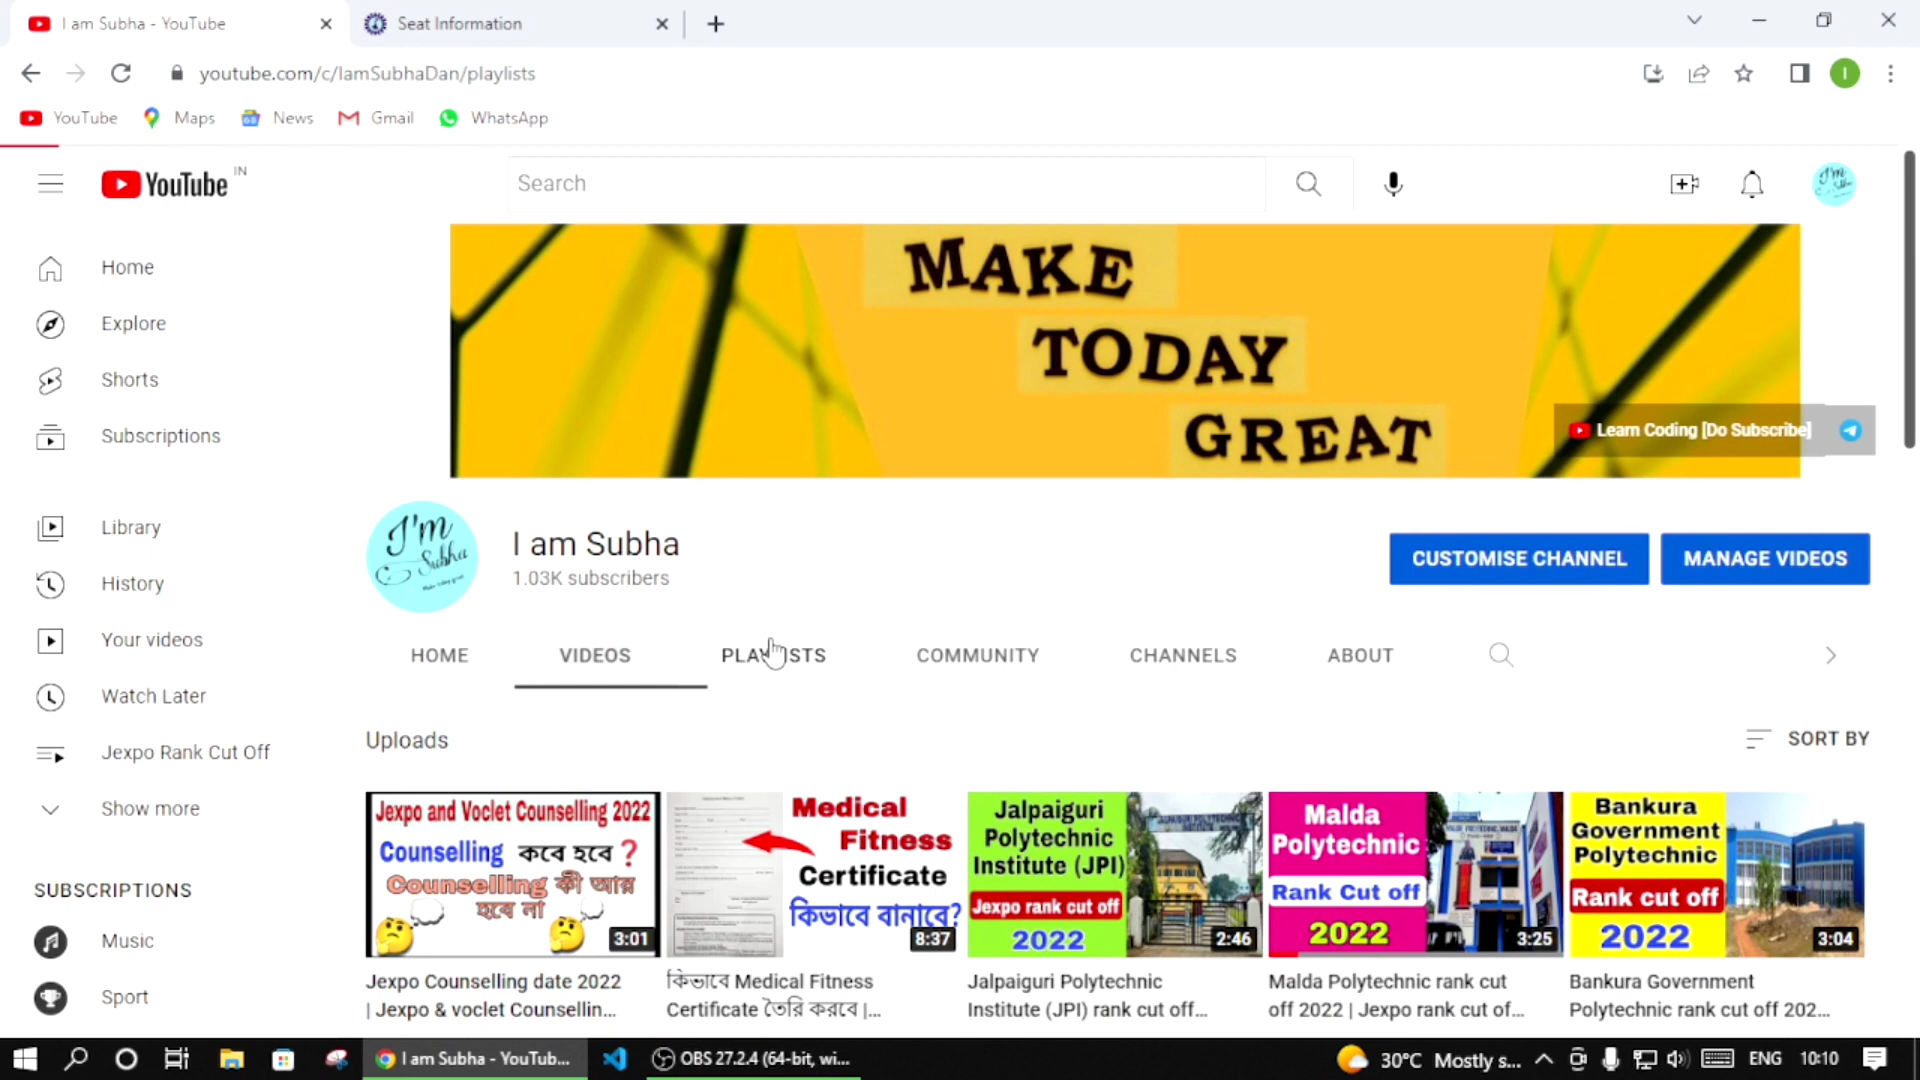 I am Subha - YouTube
Seat Information
youtube.com/c/IamSubhaDan/playlists
I
YouTube
Maps
News
Gmail
WhatsApp
YouTube IN
Search
I'm Subha
Home
Explore
Shorts
Subscriptions
Library
History
Your videos
Watch Later
Jexpo Rank Cut Off
Show more
SUBSCRIPTIONS
Music
Sport
MAKE
TODAY
GREAT
Learn Coding [Do Subscribe]
I'm
Subha
I am Subha
1.03K subscribers
CUSTOMISE CHANNEL
MANAGE VIDEOS
HOME
VIDEOS
PLAYLISTS
COMMUNITY
CHANNELS
ABOUT
Uploads
SORT BY
Jexpo and Voclet Counselling 2022
Counselling কবে হবে ?
Counselling কী আর
হবে না
3:01
Jexpo Counselling date 2022
| Jexpo & voclet Counsellin...
Medical
Fitness
Certificate
কিভাবে বানাবে?
8:37
কিভাবে Medical Fitness
Certificate তৈরি করবে |...
Jalpaiguri
Polytechnic
Institute (JPI)
Jexpo rank cut off
2022
2:46
Jalpaiguri Polytechnic
Institute (JPI) rank cut off...
Malda
Polytechnic
Rank Cut off
2022
3:25
Malda Polytechnic rank cut
off 2022 | Jexpo rank cut of...
Bankura
Government
Polytechnic
Rank cut off
2022
3:04
Bankura Government
Polytechnic rank cut off 202...
I am Subha - YouTub...
OBS 27.2.4 (64-bit, wi...
30°C Mostly s...
ENG
10:10